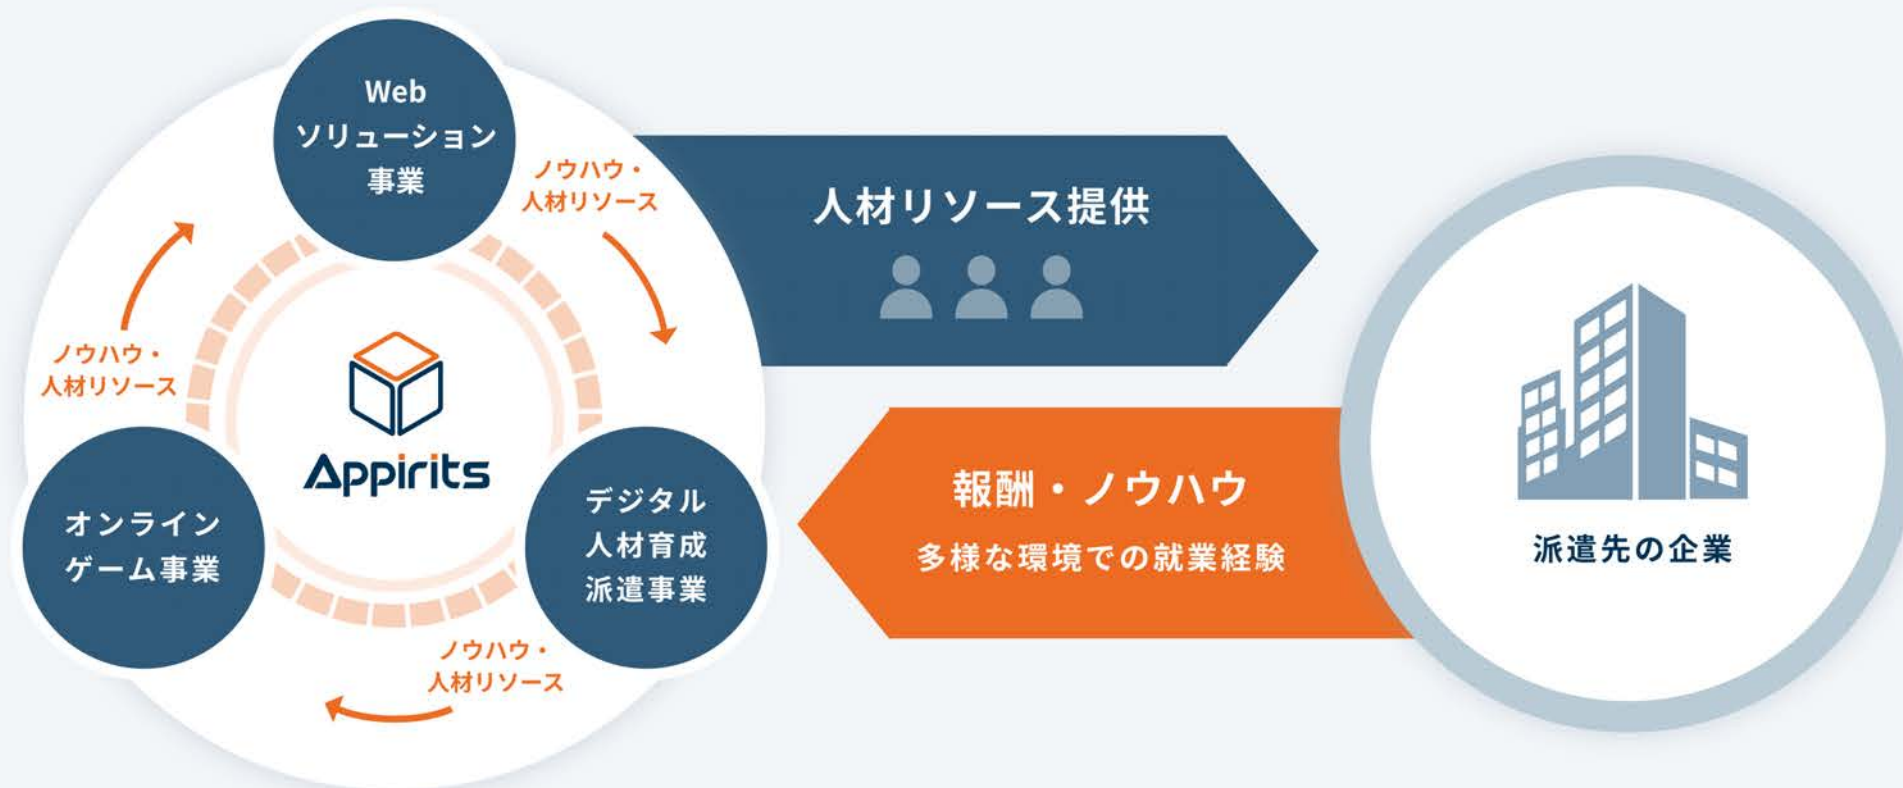 Web
ソリューション
事業
ノウハウ・
人材リソース
ノウハウ・
人材リソース
Appirits
オンライン
ゲーム事業
デジタル
人材育成
派遣事業
ノウハウ・
人材リソース
人材リソース提供
報酬・ノウハウ
多様な環境での就業経験
派遣先の企業